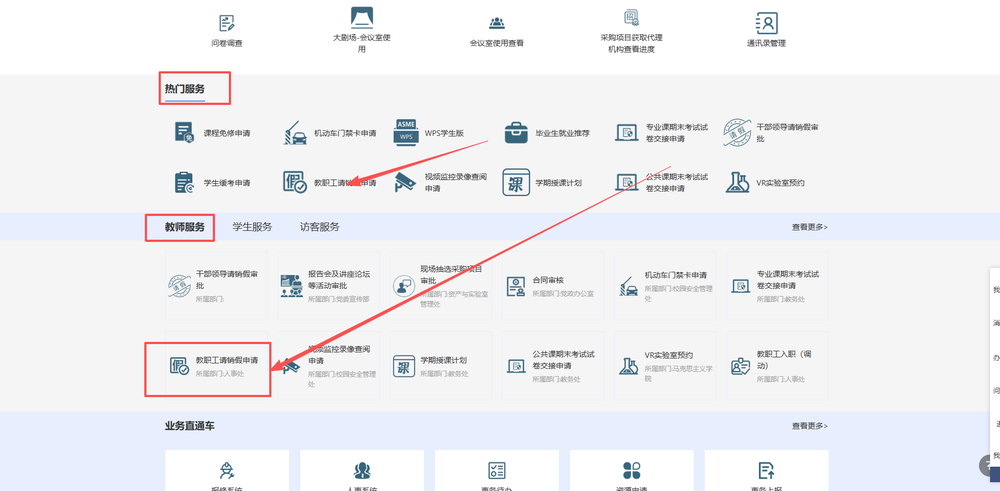 问卷调查
大剧场-会议室使
用
会议室使用查看
招
采购项目获取代理
机构查看进度
通讯录管理
热门服务
免
课程免修申请
机动车门禁卡申请
ASME
WPS
WPS学生版
毕业生就业推荐
专业课期末考试试
卷交接申请
请假
干部领导请销假审
批
学生缓考申请
假
教职工请销假申请
视频监控录像查阅
申请
课
学期授课计划
公共课期末考试试
卷交接申请
VR实验室预约
教师服务
学生服务
访客服务
查看更多>
请假
干部领导请销假审
批
所属部门:
报告会及讲座论坛
等活动审批
所属部门:党委宣传部
现场抽选采购项目
审批
所属部门:资产与实验室
管理处
合同审核
所属部门:党政办公室
机动车门禁卡申请
所属部门:校园安全管理
处
专业课期末考试试
卷交接申请
所属部门:教务处
假
教职工请销假申请
所属部门:人事处
视频监控录像查阅
申请
所属部门:校园安全管理
处
课
学期授课计划
所属部门:教务处
公共课期末考试试
卷交接申请
所属部门:教务处
VR实验室预约
所属部门:马克思主义学
院
教职工入职（调
动）
所属部门:人事处
我
消
办
问
我
业务直通车
查看更多>
报修系统
人事系统
事务待办
资源申请
事务上报